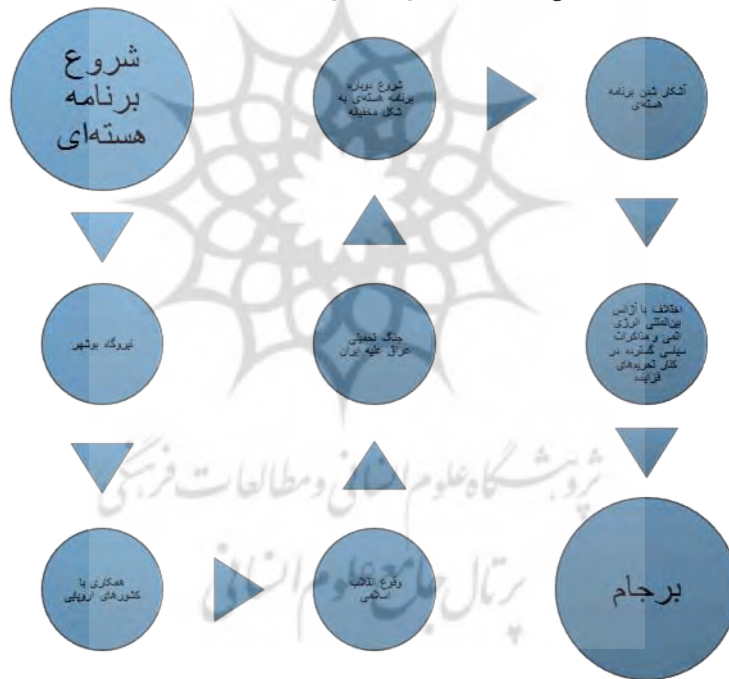 شروع
برنامه
هسته‌ای
نیروگاه بوشهر
همکاری با
کشورهای اروپایی
وقوع انقلاب
اسلامی
جنگ تحمیلی
عراق علیه ایران
شروع دوباره
برنامه هسته‌ای به
شکل مخفیانه
آشکار شدن برنامه
هسته‌ای
اختلاف با آژانس
بین‌المللی انرژی
اتمی و مذاکرات
سیاسی گسترده در
کنار تحریم‌های
فزاینده
برجام
پژوهشگاه علوم انسانی و مطالعات فرهنگی
پرتال جامع علوم انسانی